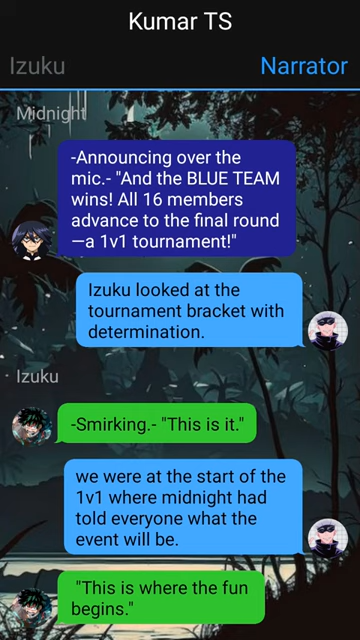 Kumar TS
Izuku
Narrator
Midnight
-Announcing over the
mic.- "And the BLUE TEAM
wins! All 16 members
advance to the final round
—a 1v1 tournament!"
Izuku looked at the
tournament bracket with
determination.
Izuku
-Smirking.- "This is it."
we were at the start of the
1v1 where midnight had
told everyone what the
event will be.
"This is where the fun
begins."